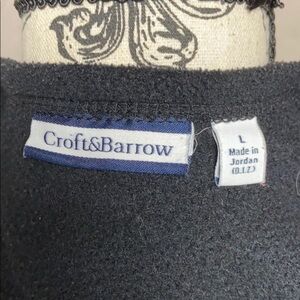 Croft&Barrow
L
Made in
Jordan
(Q.I.Z.)